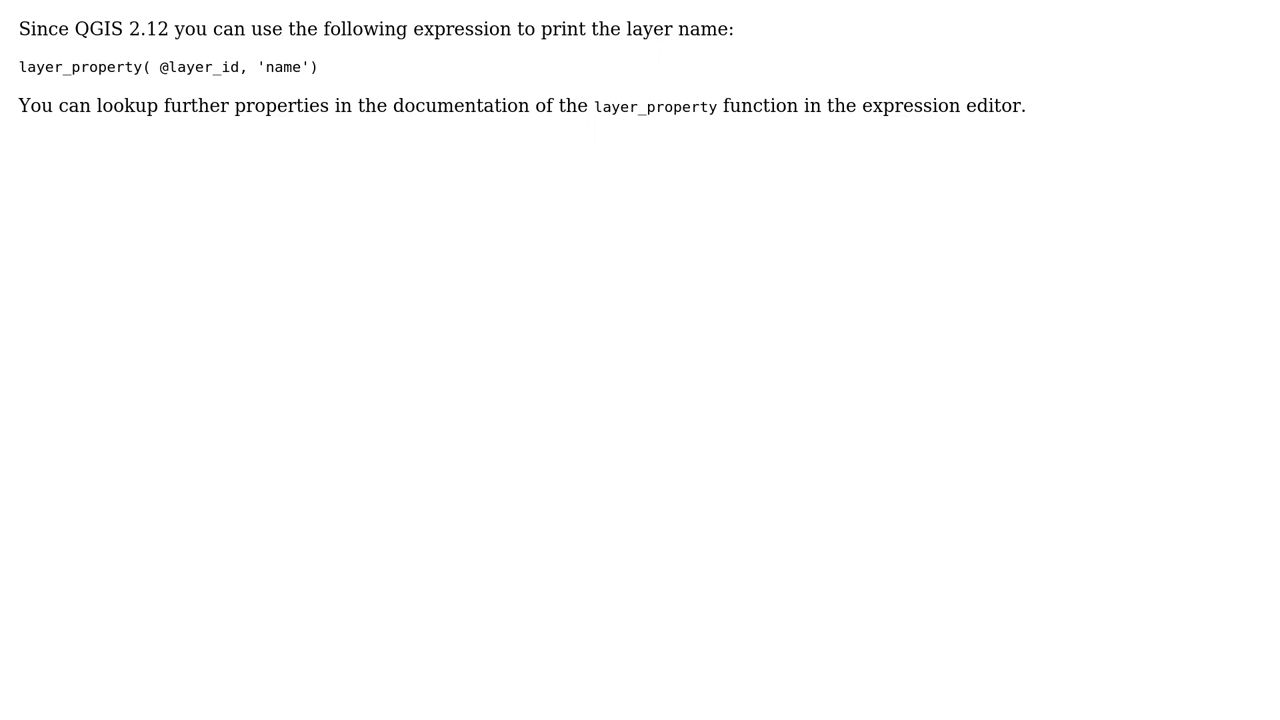 Since QGIS 2.12 you can use the following expression to print the layer name:
layer_property( @layer_id, 'name')
You can lookup further properties in the documentation of the layer_property function in the expression editor.